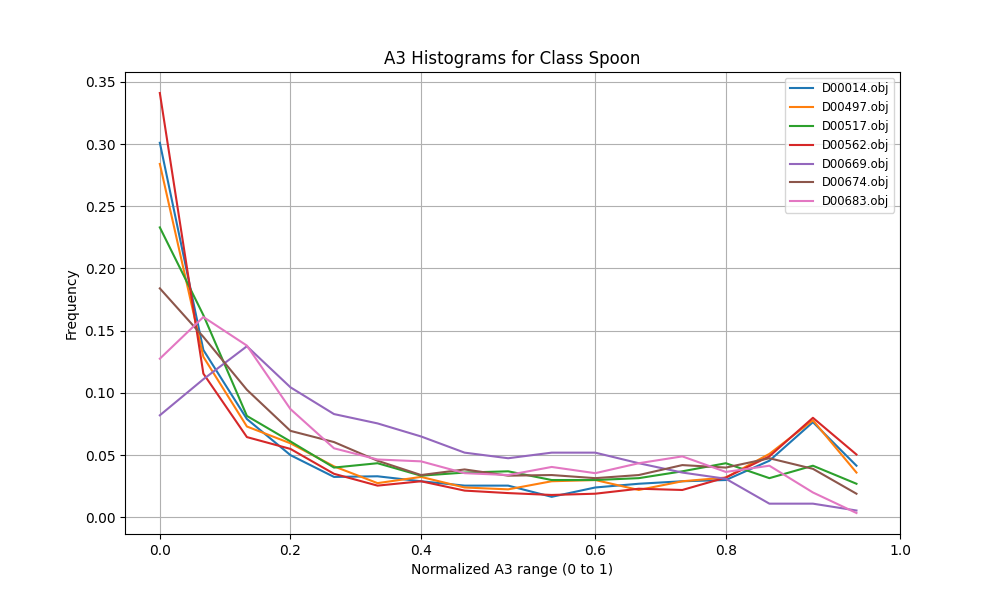 A3 Histograms for Class Spoon
D00014.obj
D00497.obj
D00517.obj
D00562.obj
D00669.obj
D00674.obj
D00683.obj
Frequency
0.35
0.30
0.25
0.20
0.15
0.10
0.05
0.00
0.0 0.2 0.4 0.6 0.8 1.0
Normalized A3 range (0 to 1)